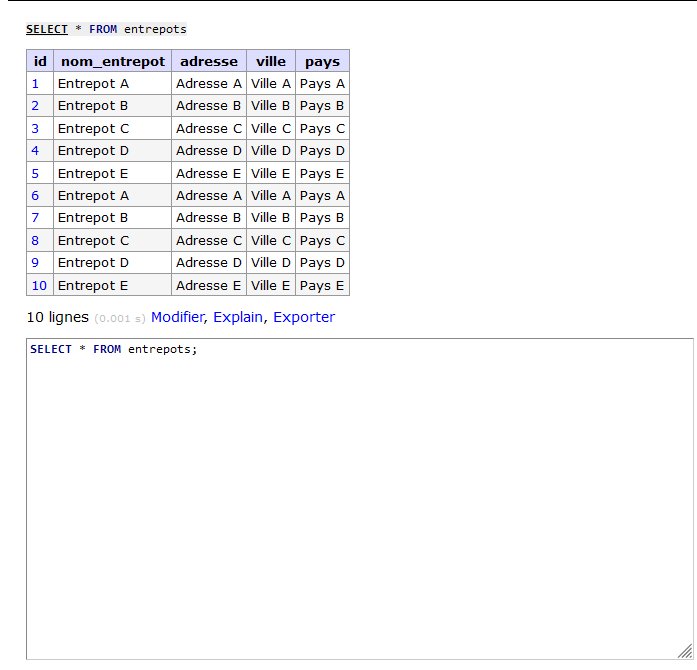 SELECT * FROM entrepots
id nom_entrepot adresse ville pays
1 Entrepot A Adresse A Ville A Pays A
2 Entrepot B Adresse B Ville B Pays B
3 Entrepot C Adresse C Ville C Pays C
4 Entrepot D Adresse D Ville D Pays D
5 Entrepot E Adresse E Ville E Pays E
6 Entrepot A Adresse A Ville A Pays A
7 Entrepot B Adresse B Ville B Pays B
8 Entrepot C Adresse C Ville C Pays C
9 Entrepot D Adresse D Ville D Pays D
10 Entrepot E Adresse E Ville E Pays E
10 lignes (0.001 s) Modifier, Explain, Exporter
SELECT * FROM entrepots;